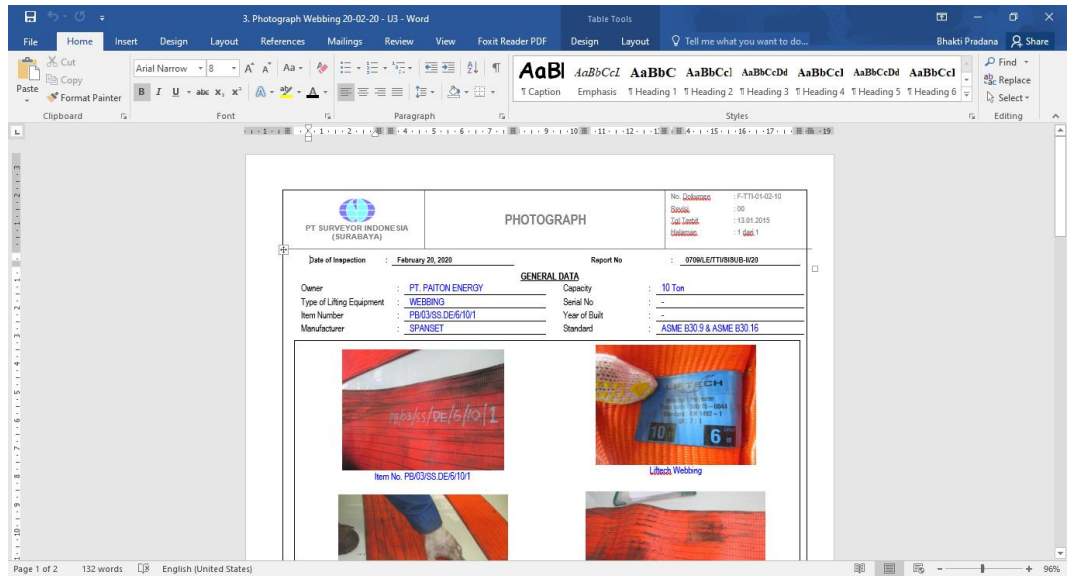 3. Photograph Webbing 20-02-20 - U3 - Word
Table Tools
File Home Insert Design Layout References Mailings Review View Foxit Reader PDF Design Layout Tell me what you want to do... Bhakti Pradana Share
Paste
Cut
Copy
Format Painter
Arial Narrow 8
AaBl AaBbCcL AaBbC AaBbCcI AaBbCcDd AaBbCcI AaBbCcDd AaBbCcI
¶ Caption Emphasis ¶ Heading 1 ¶ Heading 2 ¶ Heading 3 ¶ Heading 4 ¶ Heading 5 ¶ Heading 6
Find
Replace
Select
Clipboard Font Paragraph Styles Editing
PT SURVEYOR INDONESIA
(SURABAYA)
PHOTOGRAPH
No. Dokumen : F-TTI-01-02-10
Revisi : 00
Tgl Terbit : 13.01.2015
Halaman : 1 dari 1
Date of Inspection : February 20, 2020 Report No : 0709/LE/TTI/SISUB-II/20
GENERAL DATA
Owner : PT. PAITON ENERGY Capacity : 10 Ton
Type of Lifting Equipment : WEBBING Serial No : -
Item Number : PB/03/SS.DE/6/10/1 Year of Built : -
Manufacturer : SPANSET Standard : ASME B30.9 & ASME B30.16
PB/03/SS/DE/6/10/1
LIFTECH
10
6
Item No. PB/03/SS.DE/6/10/1
Liftech Webbing
Page 1 of 2 132 words English (United States) 96%